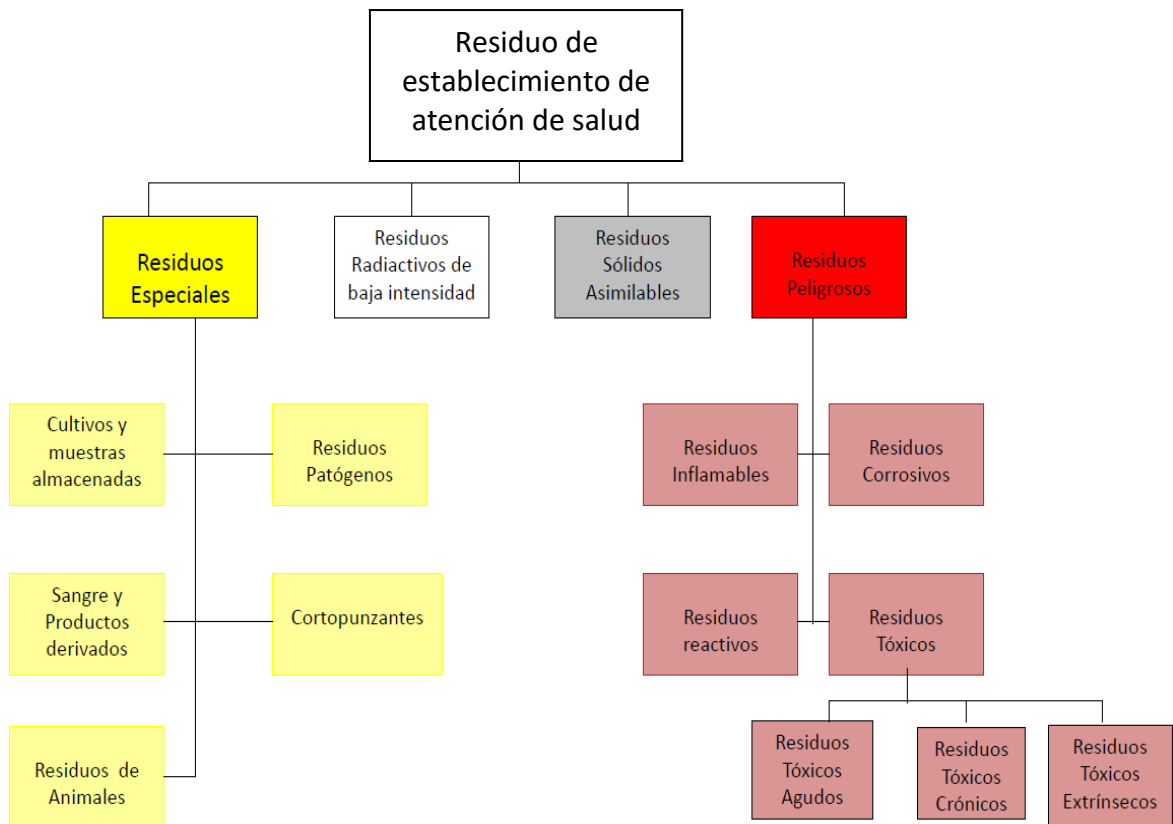 Residuo de
establecimiento de
atención de salud
Residuos
Especiales
Residuos
Radiactivos de
baja intensidad
Residuos
Sólidos
Asimilables
Residuos
Peligrosos
Cultivos y
muestras
almacenadas
Residuos
Patógenos
Residuos
Inflamables
Residuos
Corrosivos
Sangre y
Productos
derivados
Cortopunzantes
Residuos
reactivos
Residuos
Tóxicos
Residuos de
Animales
Residuos
Tóxicos
Agudos
Residuos
Tóxicos
Crónicos
Residuos
Tóxicos
Extrínsecos